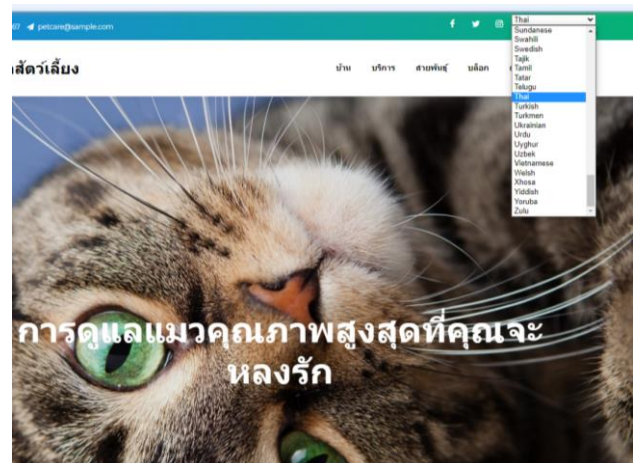 67 petcare@sample.com
Thai
Sundanese
Swahili
Swedish
Tajik
Tamil
Tatar
Telugu
Thai
Turkish
Turkmen
Ukrainian
Urdu
Uyghur
Uzbek
Vietnamese
Welsh
Xhosa
Yiddish
Yoruba
Zulu
สัตว์เลี้ยง
บ้าน บริการ สายพันธุ์ บล็อก
การดูแลแมวคุณภาพสูงสุดที่คุณจะ
หลงรัก